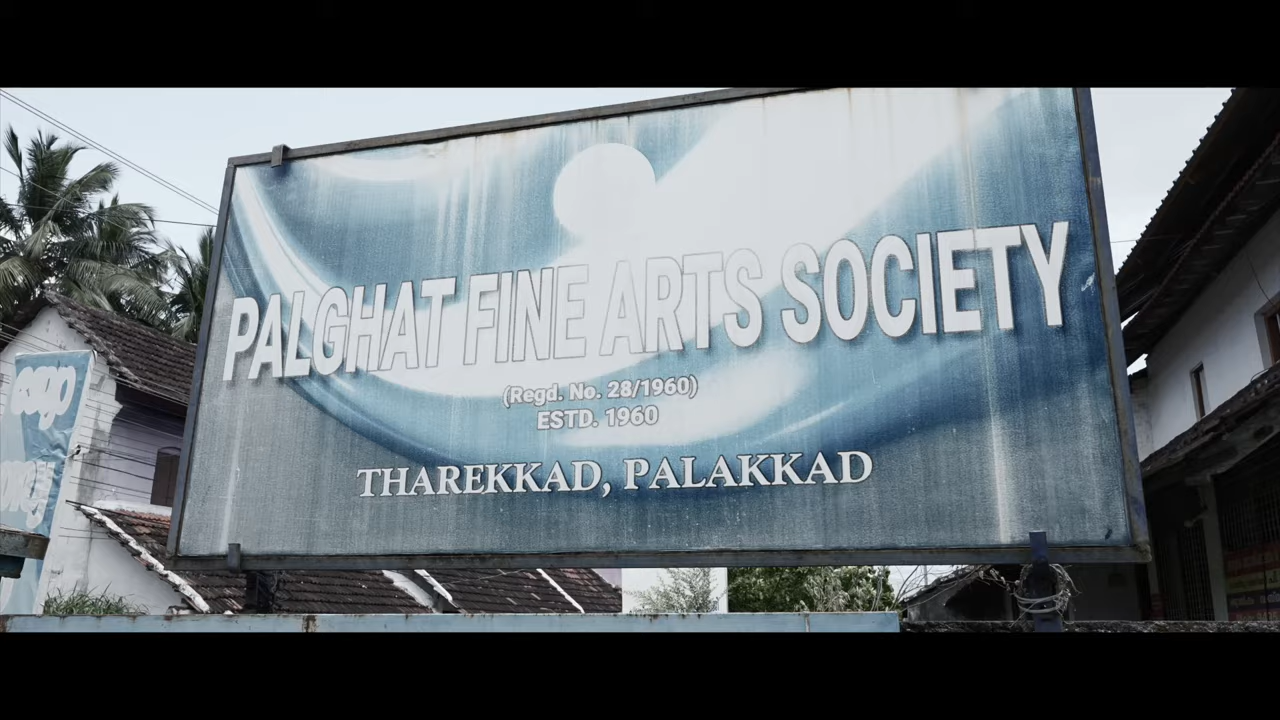 PALGHAT FINE ARTS SOCIETY
(Regd. No. 28/1960)
ESTD. 1960
THAREKKAD, PALAKKAD